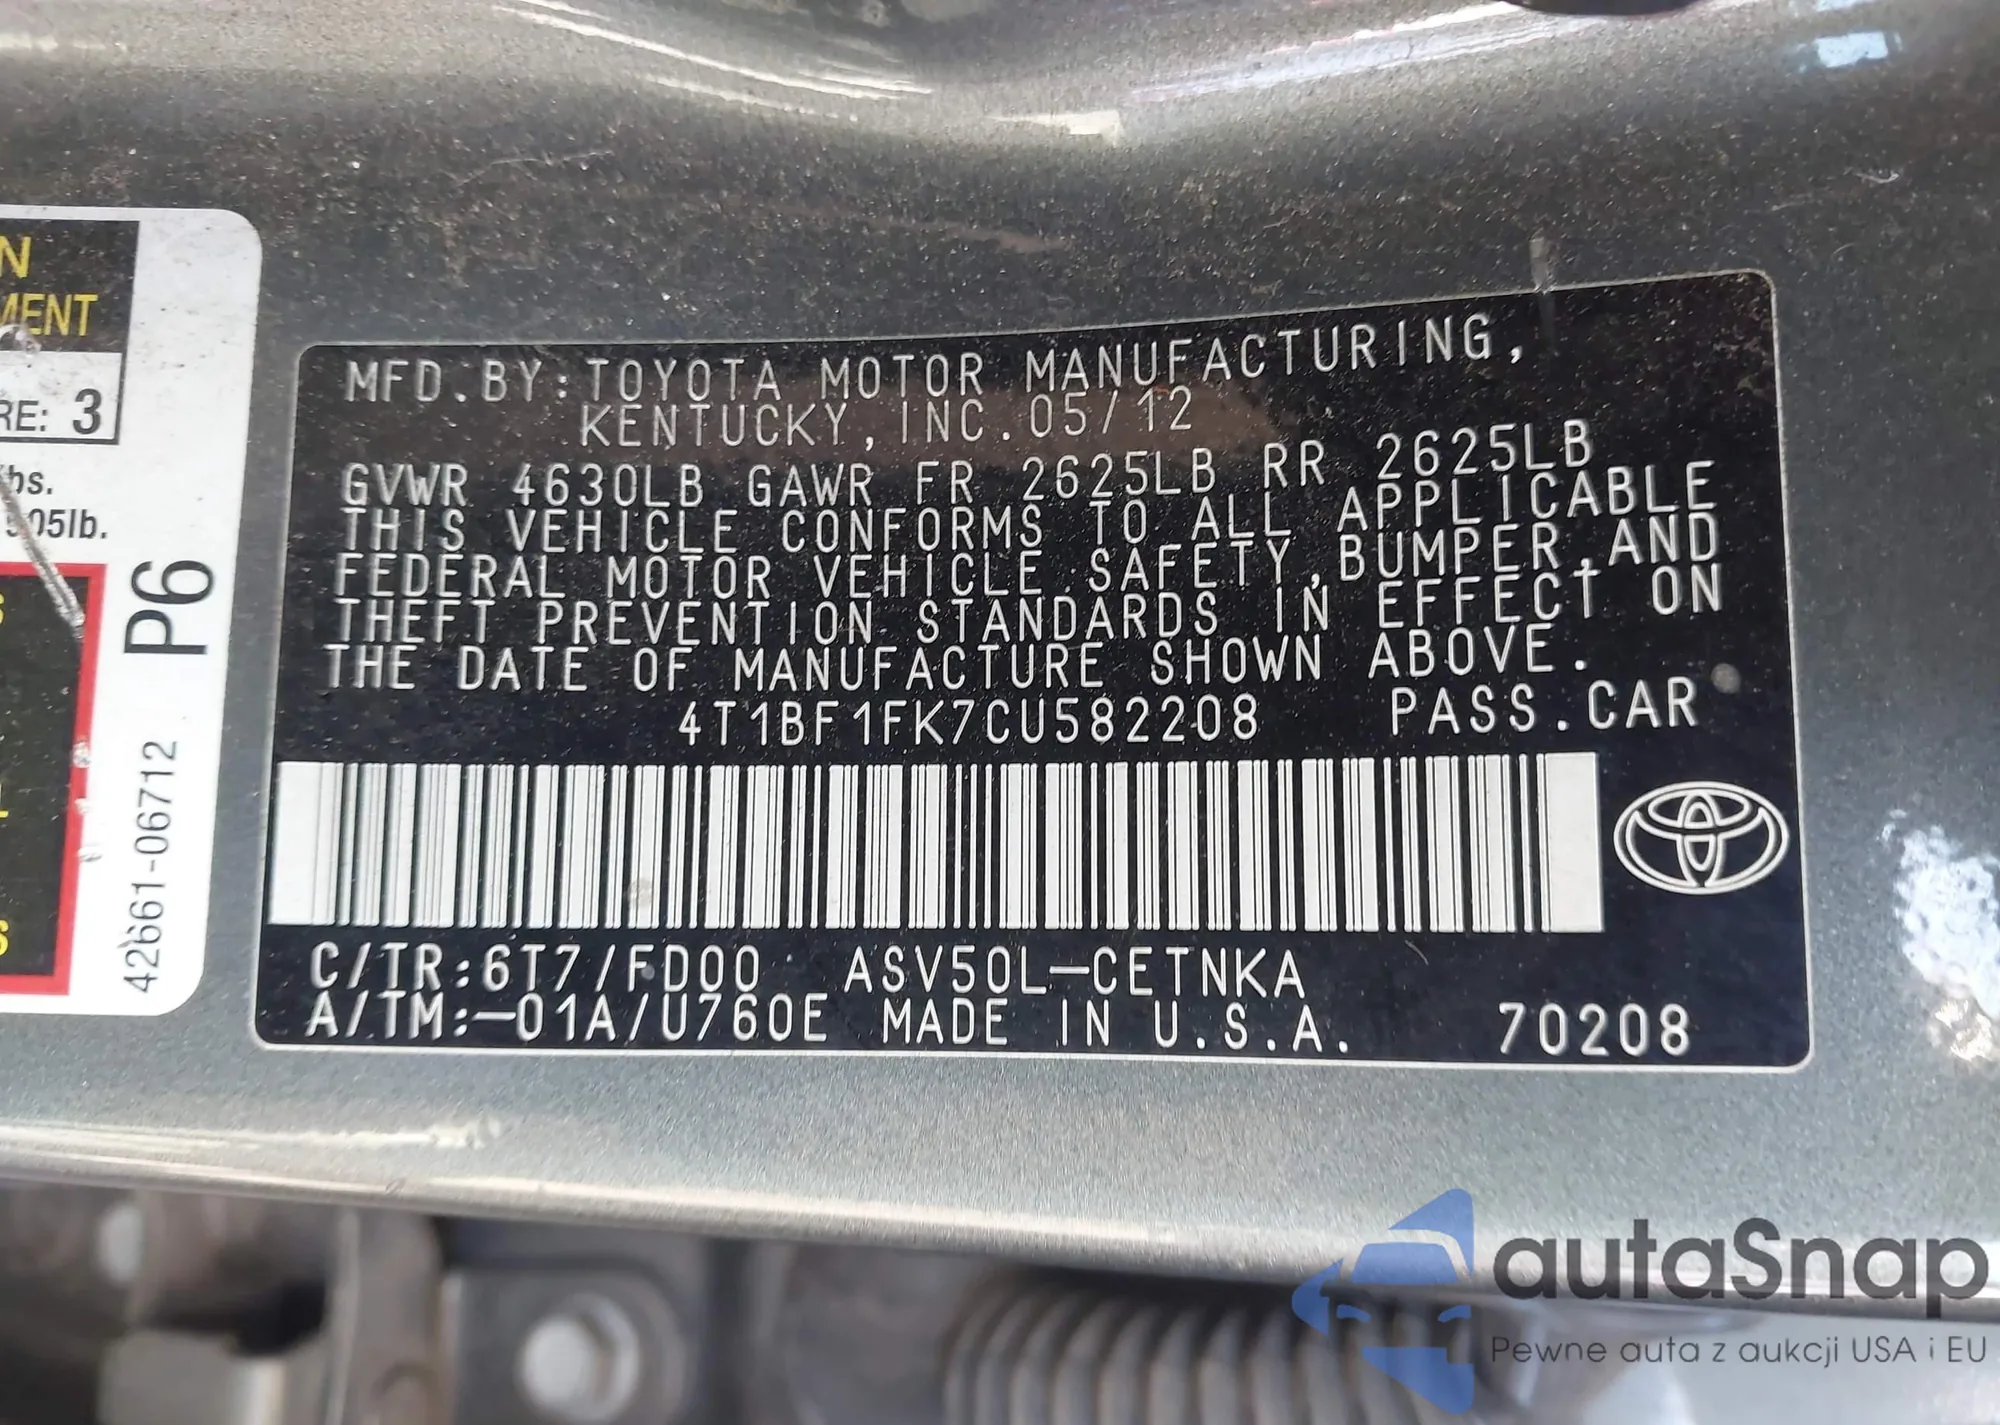 N
MENT
RE: 3
bs.
905lb.
P6
42661-06712
MFD.BY:TOYOTA MOTOR MANUFACTURING,
KENTUCKY, INC. 05/12
GVWR 4630LB GAWR FR 2625LB RR 2625LB
THIS VEHICLE CONFORMS TO ALL APPLICABLE
FEDERAL MOTOR VEHICLE SAFETY, BUMPER, AND
THEFT PREVENTION STANDARDS IN EFFECT ON
THE DATE OF MANUFACTURE SHOWN ABOVE.
4T1BF1FK7CU582208 PASS.CAR
C/TR:6T7/FD00 ASV50L-CETNKA
A/TM:-01A/U760E MADE IN U.S.A. 70208
autaSnap
Pewne auta z aukcji USA i EU